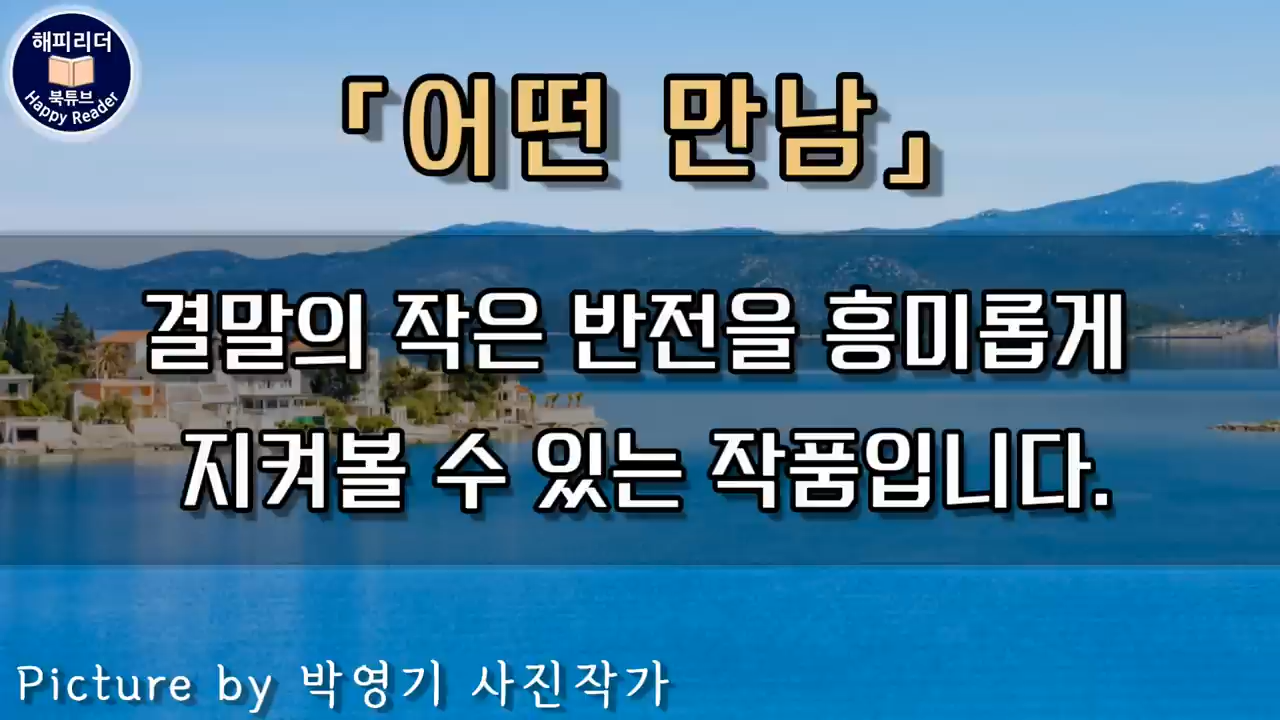 해피리더
북튜브
Happy Reader
「어떤 만남」
결말의 작은 반전을 흥미롭게
지켜볼 수 있는 작품입니다.
Picture by 박영기 사진작가